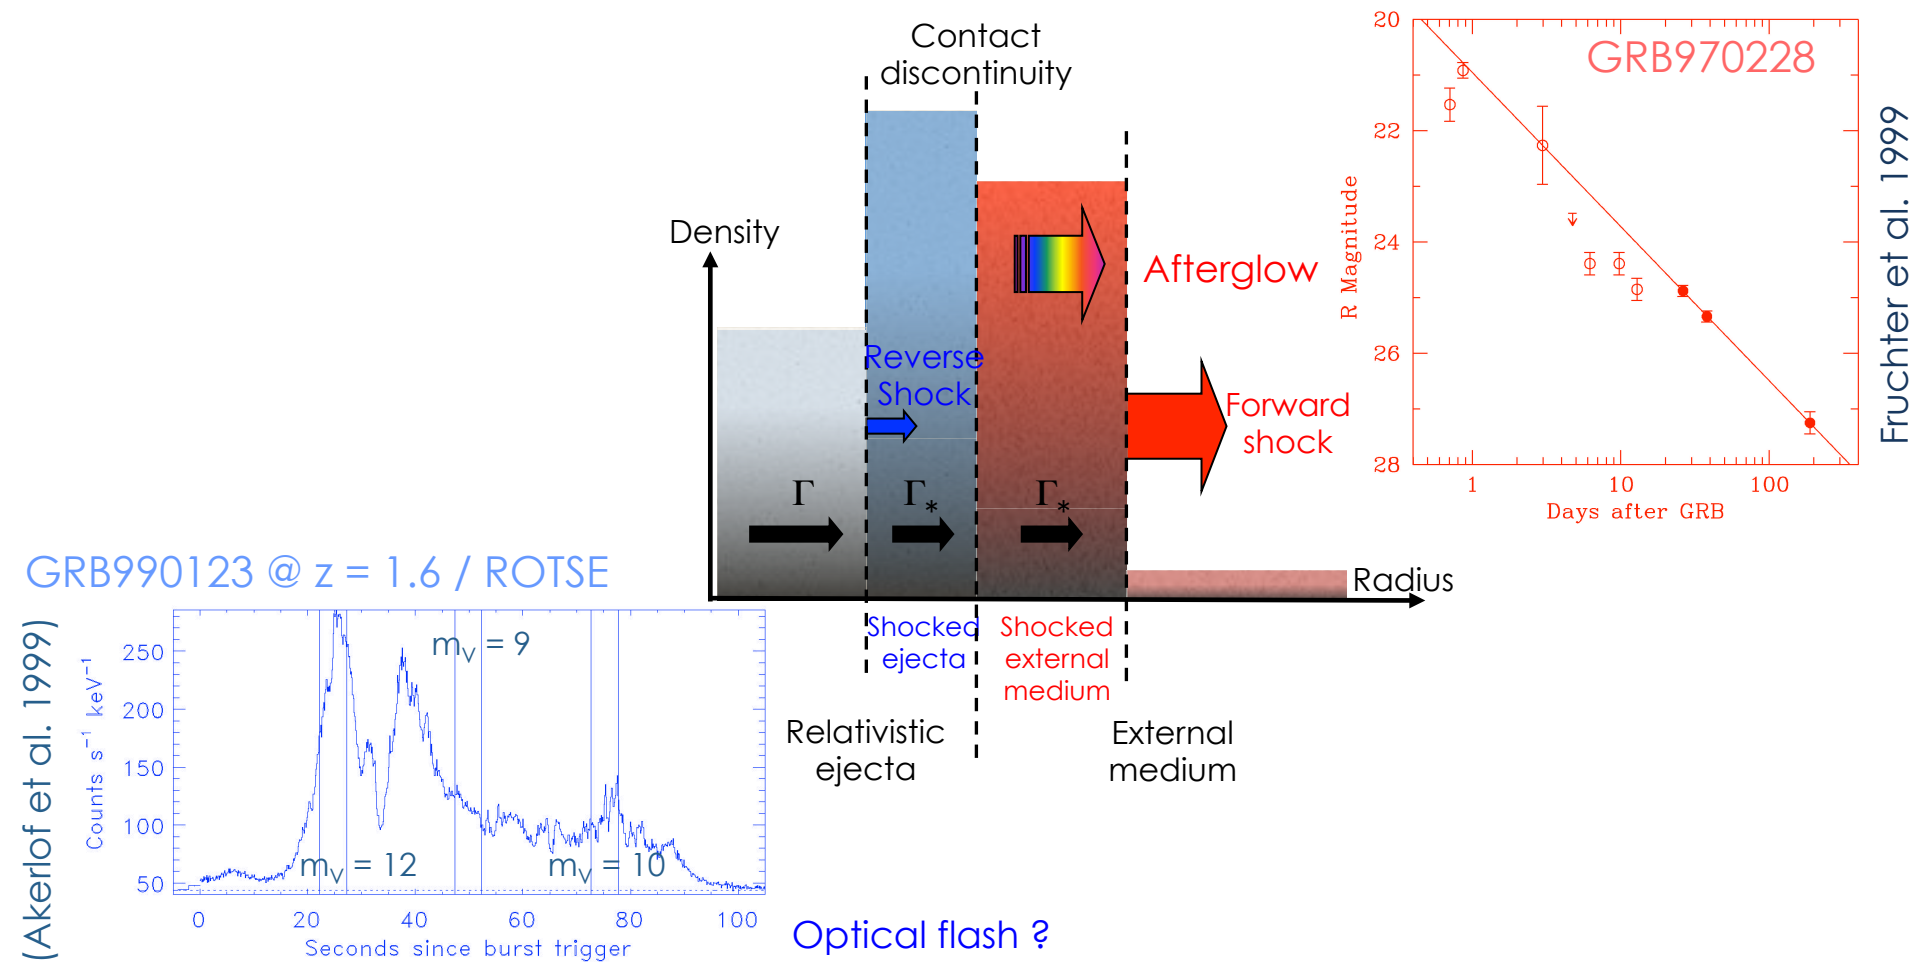 Contact
discontinuity
Density
Reverse
Shock
Γ
Γ*
Γ*
Afterglow
Forward
shock
Radius
Shocked
ejecta
Shocked
external
medium
Relativistic
ejecta
External
medium
GRB970228
20
22
24
26
28
R Magnitude
1
10
100
Days after GRB
Fruchter et al. 1999
GRB990123 @ z = 1.6 / ROTSE
(Akerlof et al. 1999)
Counts s⁻¹ keV⁻¹
250
200
150
100
50
m_V = 9
m_V = 12
m_V = 10
0
20
40
60
80
100
Seconds since burst trigger
Optical flash ?